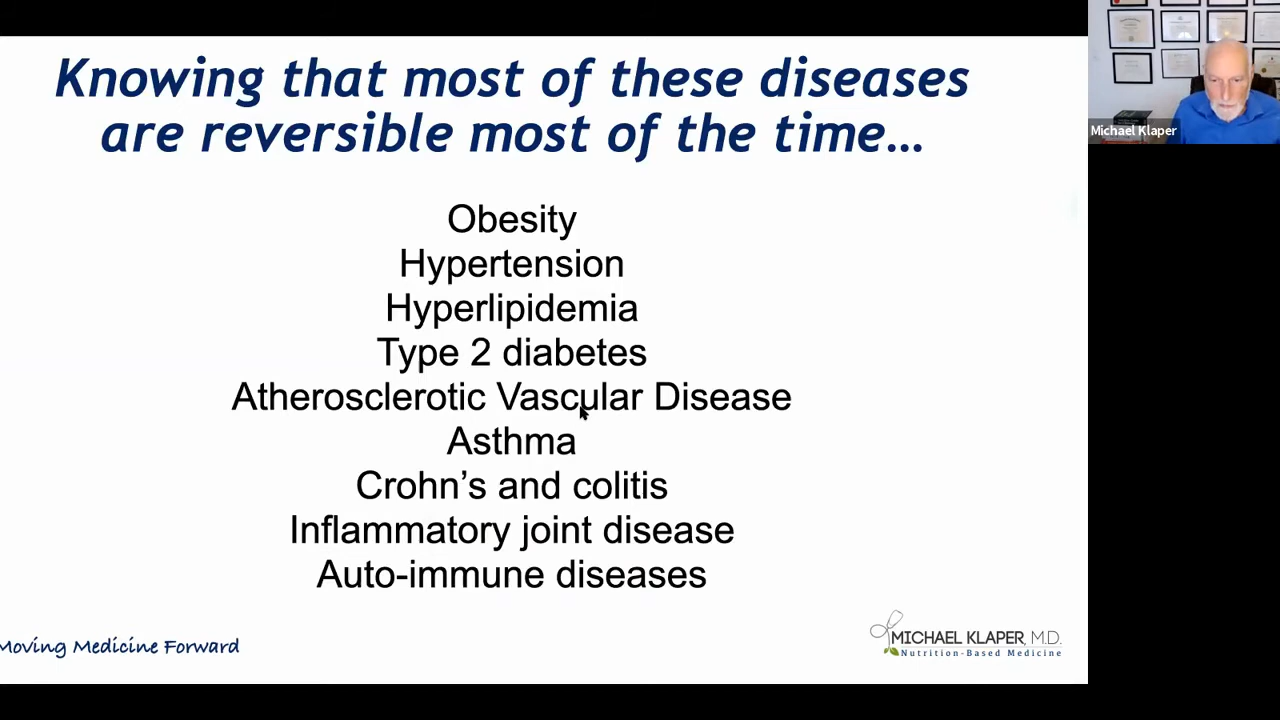 Knowing that most of these diseases
are reversible most of the time...
Michael Klaper
Obesity
Hypertension
Hyperlipidemia
Type 2 diabetes
Atherosclerotic Vascular Disease
Asthma
Crohn’s and colitis
Inflammatory joint disease
Auto-immune diseases
Moving Medicine Forward
MICHAEL KLAPER, M.D.
Nutrition-Based Medicine